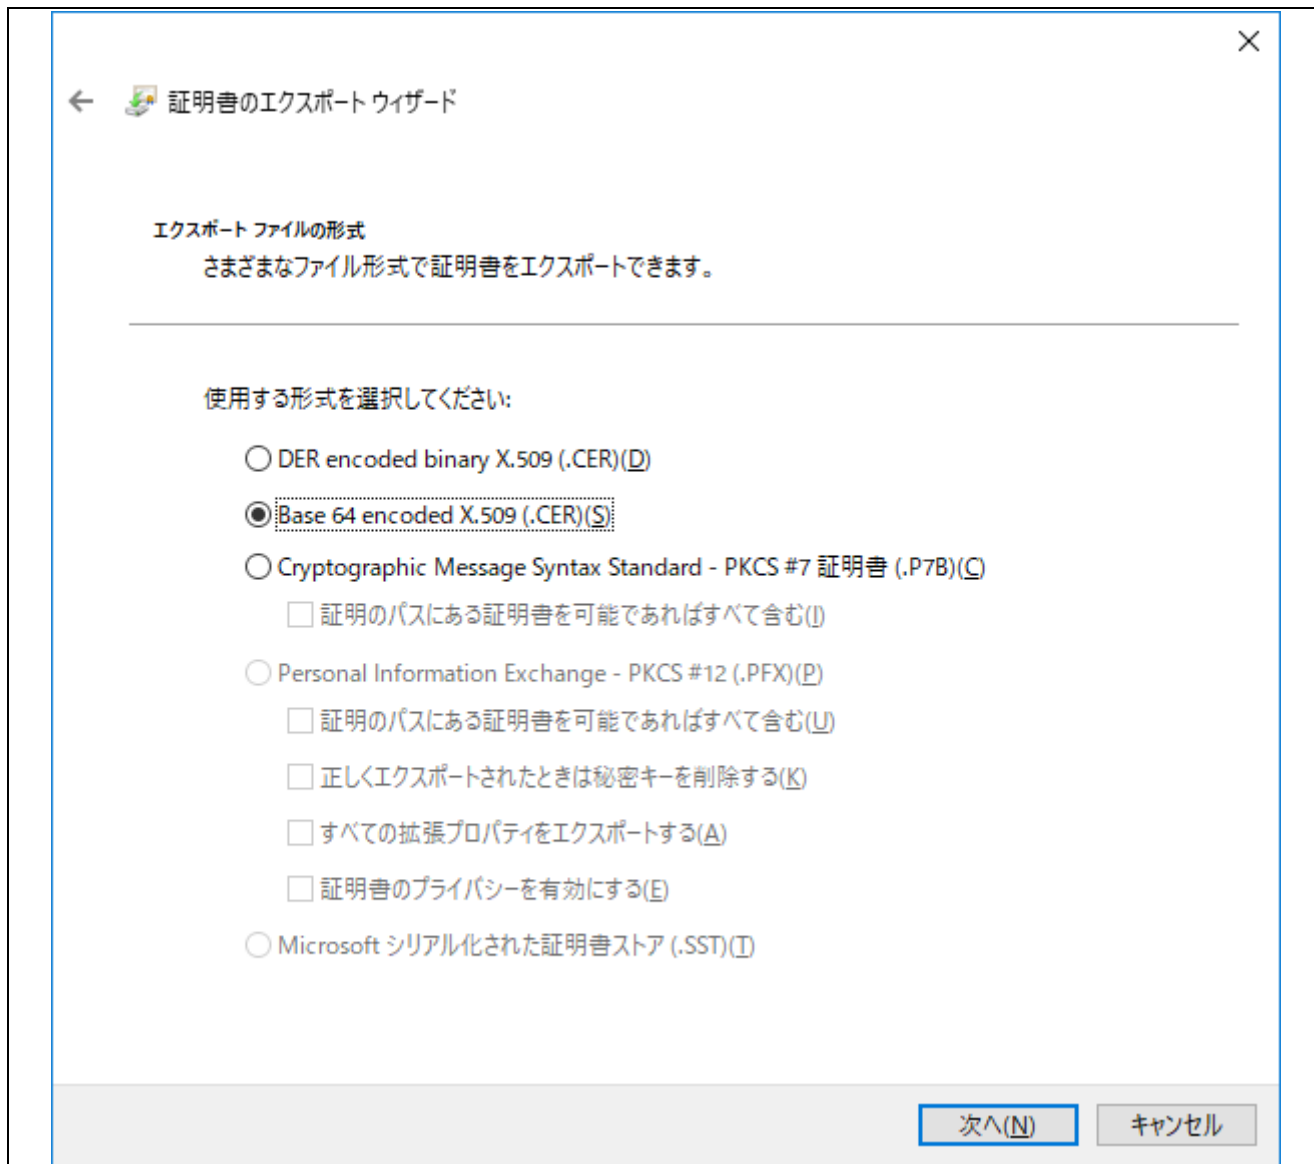 証明書のエクスポート ウィザード
エクスポート ファイルの形式
さまざまなファイル形式で証明書をエクスポートできます。
使用する形式を選択してください:
DER encoded binary X.509 (.CER)(D)
Base 64 encoded X.509 (.CER)(S)
Cryptographic Message Syntax Standard - PKCS #7 証明書 (.P7B)(C)
証明のパスにある証明書を可能であればすべて含む(I)
Personal Information Exchange - PKCS #12 (.PFX)(P)
証明のパスにある証明書を可能であればすべて含む(U)
正しくエクスポートされたときは秘密キーを削除する(K)
すべての拡張プロパティをエクスポートする(A)
証明書のプライバシーを有効にする(E)
Microsoft シリアル化された証明書ストア (.SST)(T)
次へ(N) キャンセル